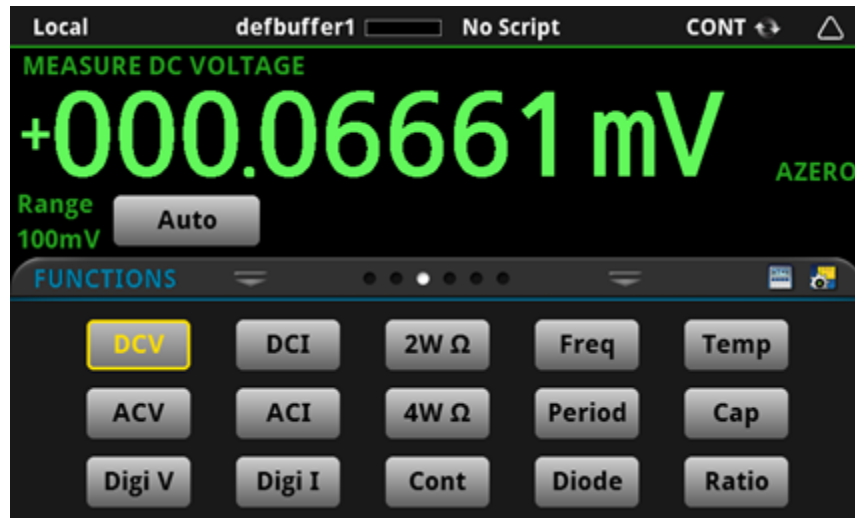 Local defbuffer1 No Script CONT
MEASURE DC VOLTAGE
+000.06661 mV
AZERO
Range
100mV
Auto
FUNCTIONS
DCV DCI 2W Ω Freq Temp
ACV ACI 4W Ω Period Cap
Digi V Digi I Cont Diode Ratio